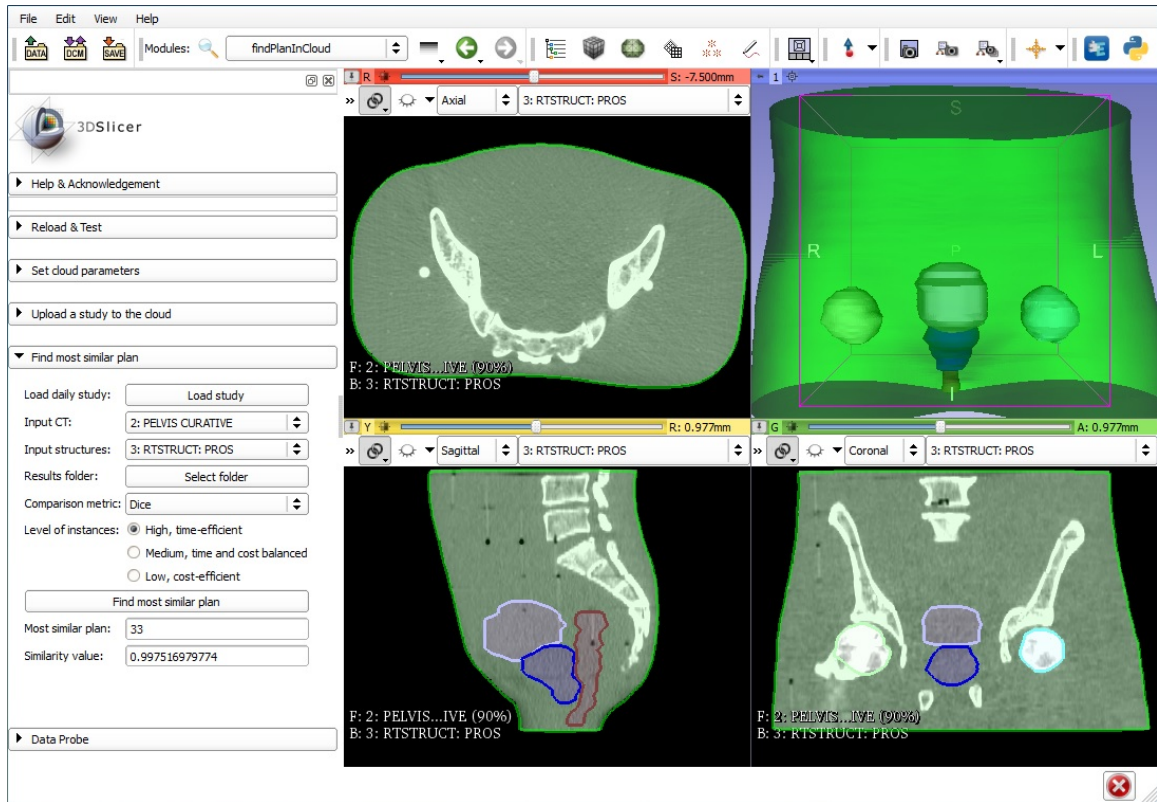 File Edit View Help
DATA DCM SAVE Modules: findPlanInCloud
3DSlicer
Help & Acknowledgement
Reload & Test
Set cloud parameters
Upload a study to the cloud
Find most similar plan
Load daily study: Load study
Input CT: 2: PELVIS CURATIVE
Input structures: 3: RTSTRUCT: PROS
Results folder: Select folder
Comparison metric: Dice
Level of instances: High, time-efficient
Medium, time and cost balanced
Low, cost-efficient
Find most similar plan
Most similar plan: 33
Similarity value: 0.997516979774
Data Probe
R S: -7.500mm
Axial 3: RTSTRUCT: PROS
F: 2: PELVIS...IVE (90%)
B: 3: RTSTRUCT: PROS
1
S
R P L
I
Y R: 0.977mm
Sagittal 3: RTSTRUCT: PROS
F: 2: PELVIS...IVE (90%)
B: 3: RTSTRUCT: PROS
G A: 0.977mm
Coronal 3: RTSTRUCT: PROS
F: 2: PELVIS...IVE (90%)
B: 3: RTSTRUCT: PROS